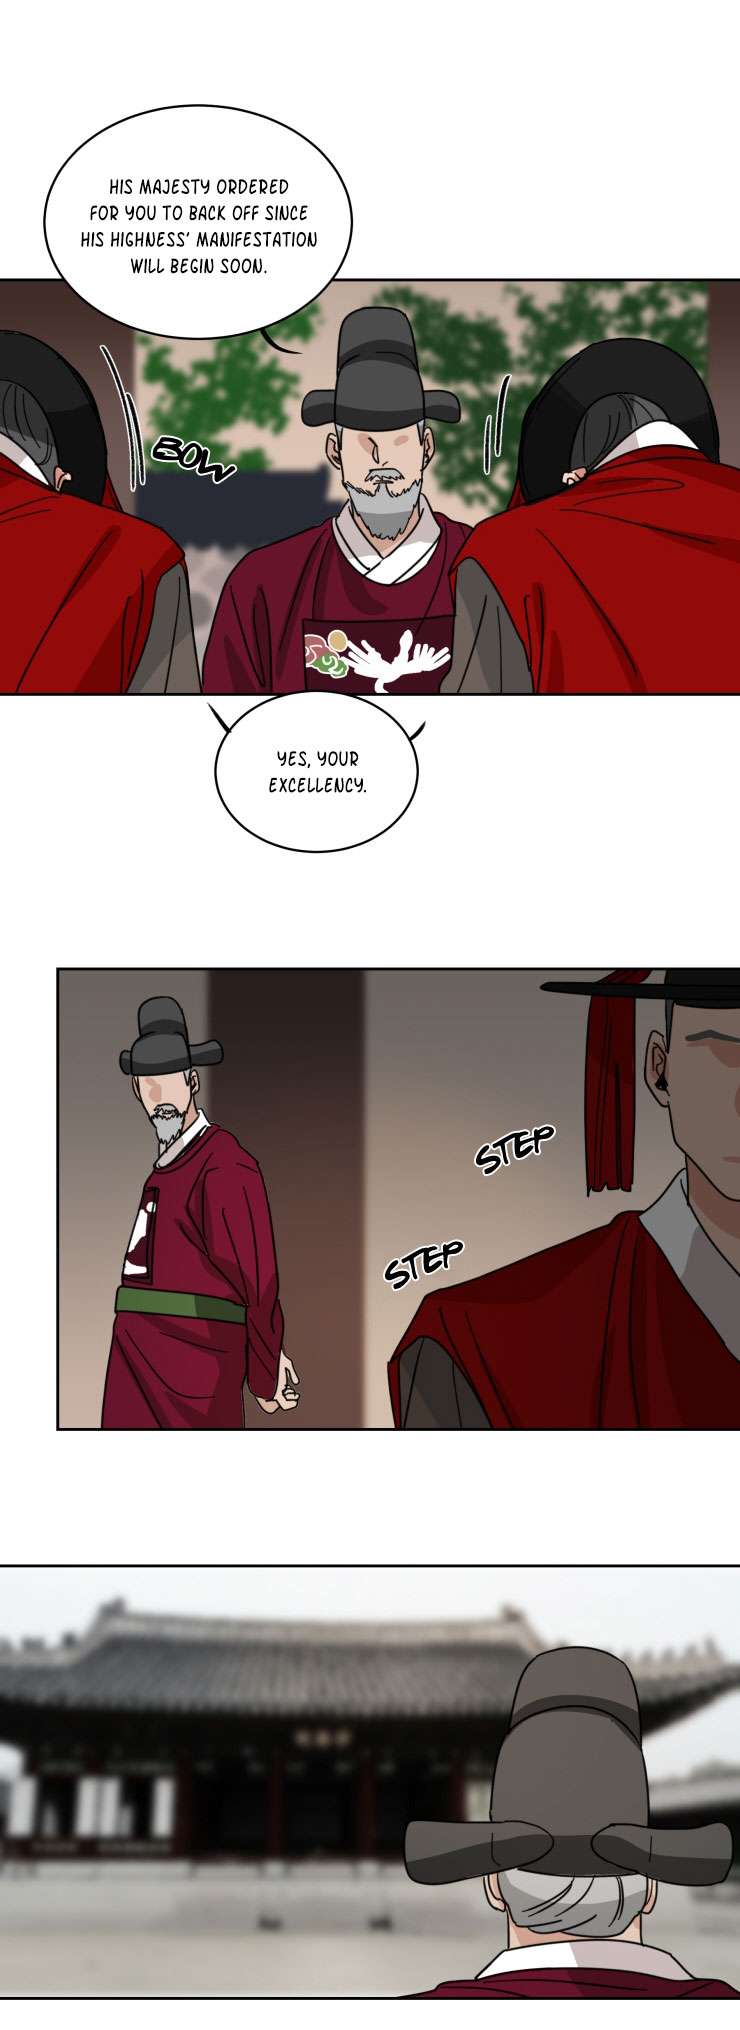 HIS MAJESTY ORDERED
FOR YOU TO BACK OFF SINCE
HIS HIGHNESS' MANIFESTATION
WILL BEGIN SOON.
BOW
YES, YOUR
EXCELLENCY.
STEP
STEP